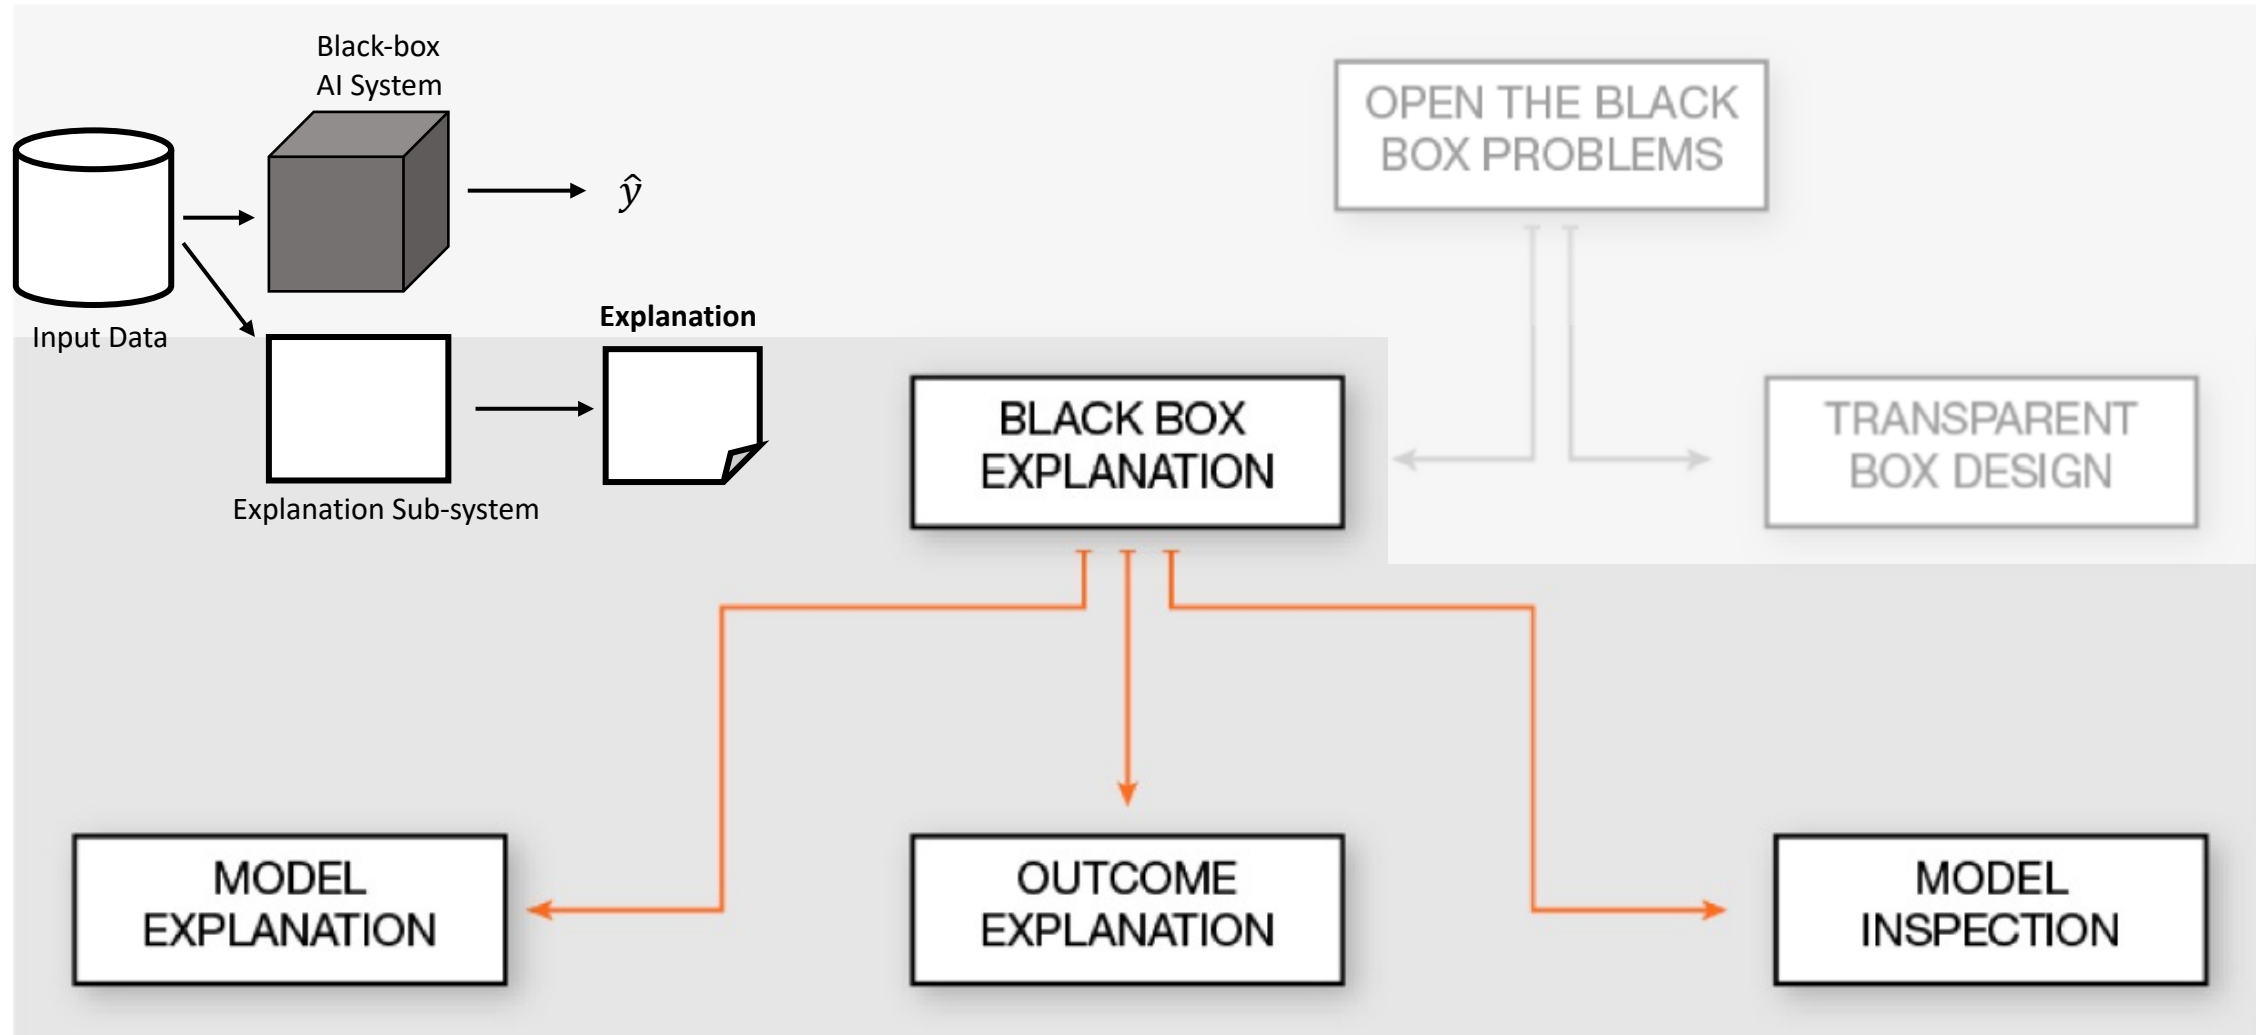 Black-box
AI System
ŷ
Input Data
Explanation
Explanation Sub-system
OPEN THE BLACK
BOX PROBLEMS
BLACK BOX
EXPLANATION
TRANSPARENT
BOX DESIGN
MODEL
EXPLANATION
OUTCOME
EXPLANATION
MODEL
INSPECTION